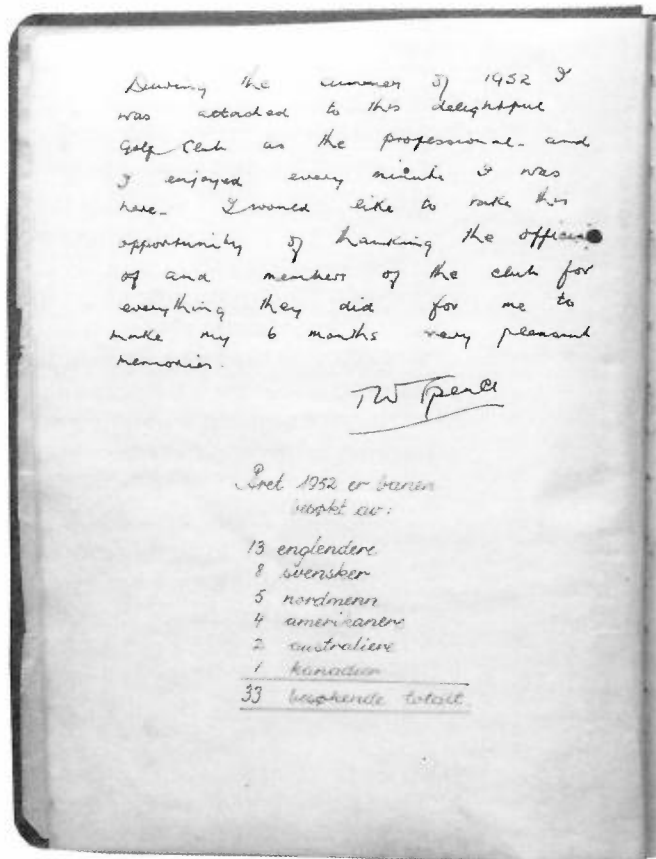 During the summer of 1952 I
was attached to this delightful
Golf Club as the professional. and
I enjoyed every minute I was
here. I would like to take this
opportunity of thanking the officers
of and members of the club for
everything they did for me to
make my 6 months very pleasant
memories.
TW Spence
Året 1952 er banen
besøkt av:
13 englendere
8 svensker
5 nordmenn
4 amerikanere
2 australiere
1 kanadier
33 besøkende totalt